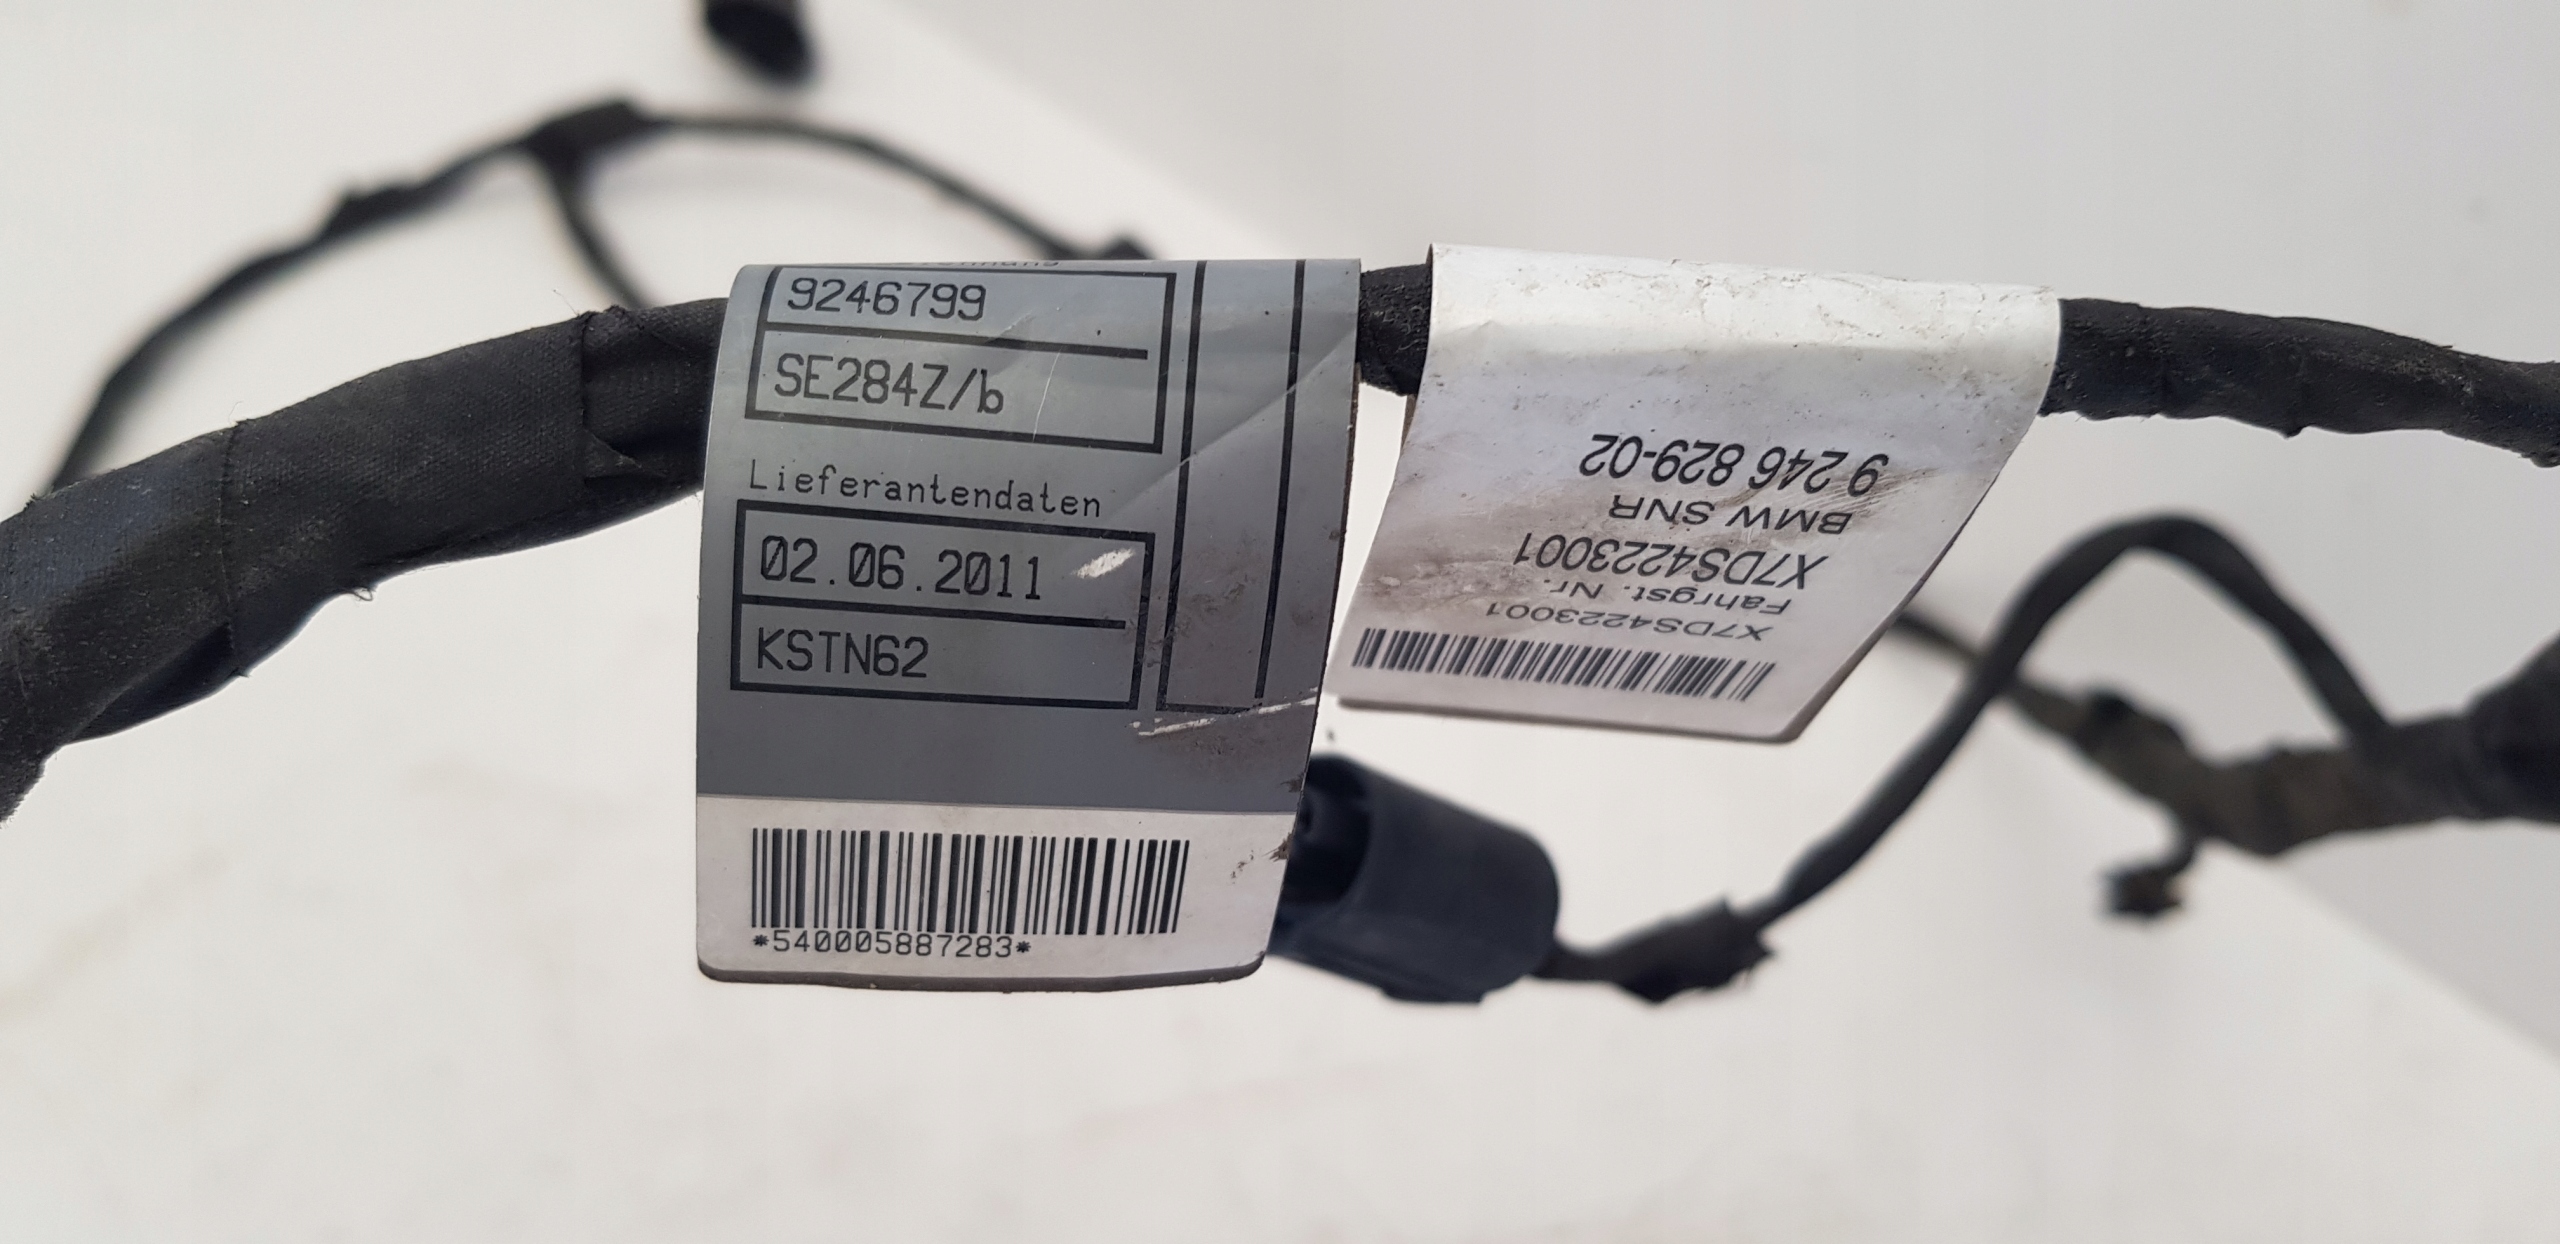 9246799
SE284Z/b
Lieferantendaten
02.06.2011
KSTN62
*540005887283*
9 246 829-02
BMW SNR
X7DS4223001
Fahrgst. Nr.
X7DS4223001